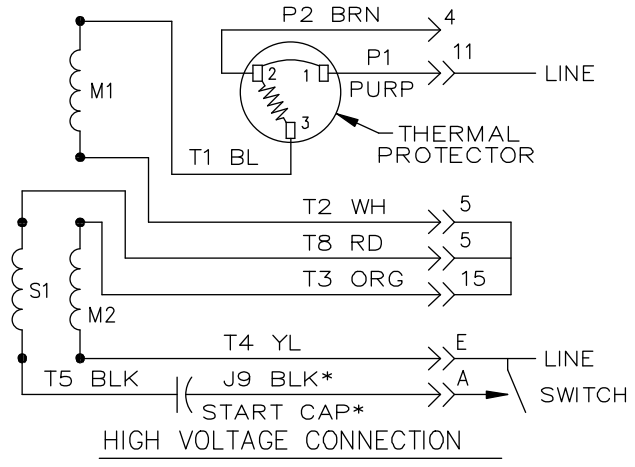 P2 BRN 4
P1 11
LINE
2 1
PURP
M1
3
THERMAL
PROTECTOR
T1 BL
T2 WH 5
T8 RD 5
T3 ORG 15
S1
M2
T4 YL E
LINE
T5 BLK
J9 BLK* A
SWITCH
START CAP*
HIGH VOLTAGE CONNECTION